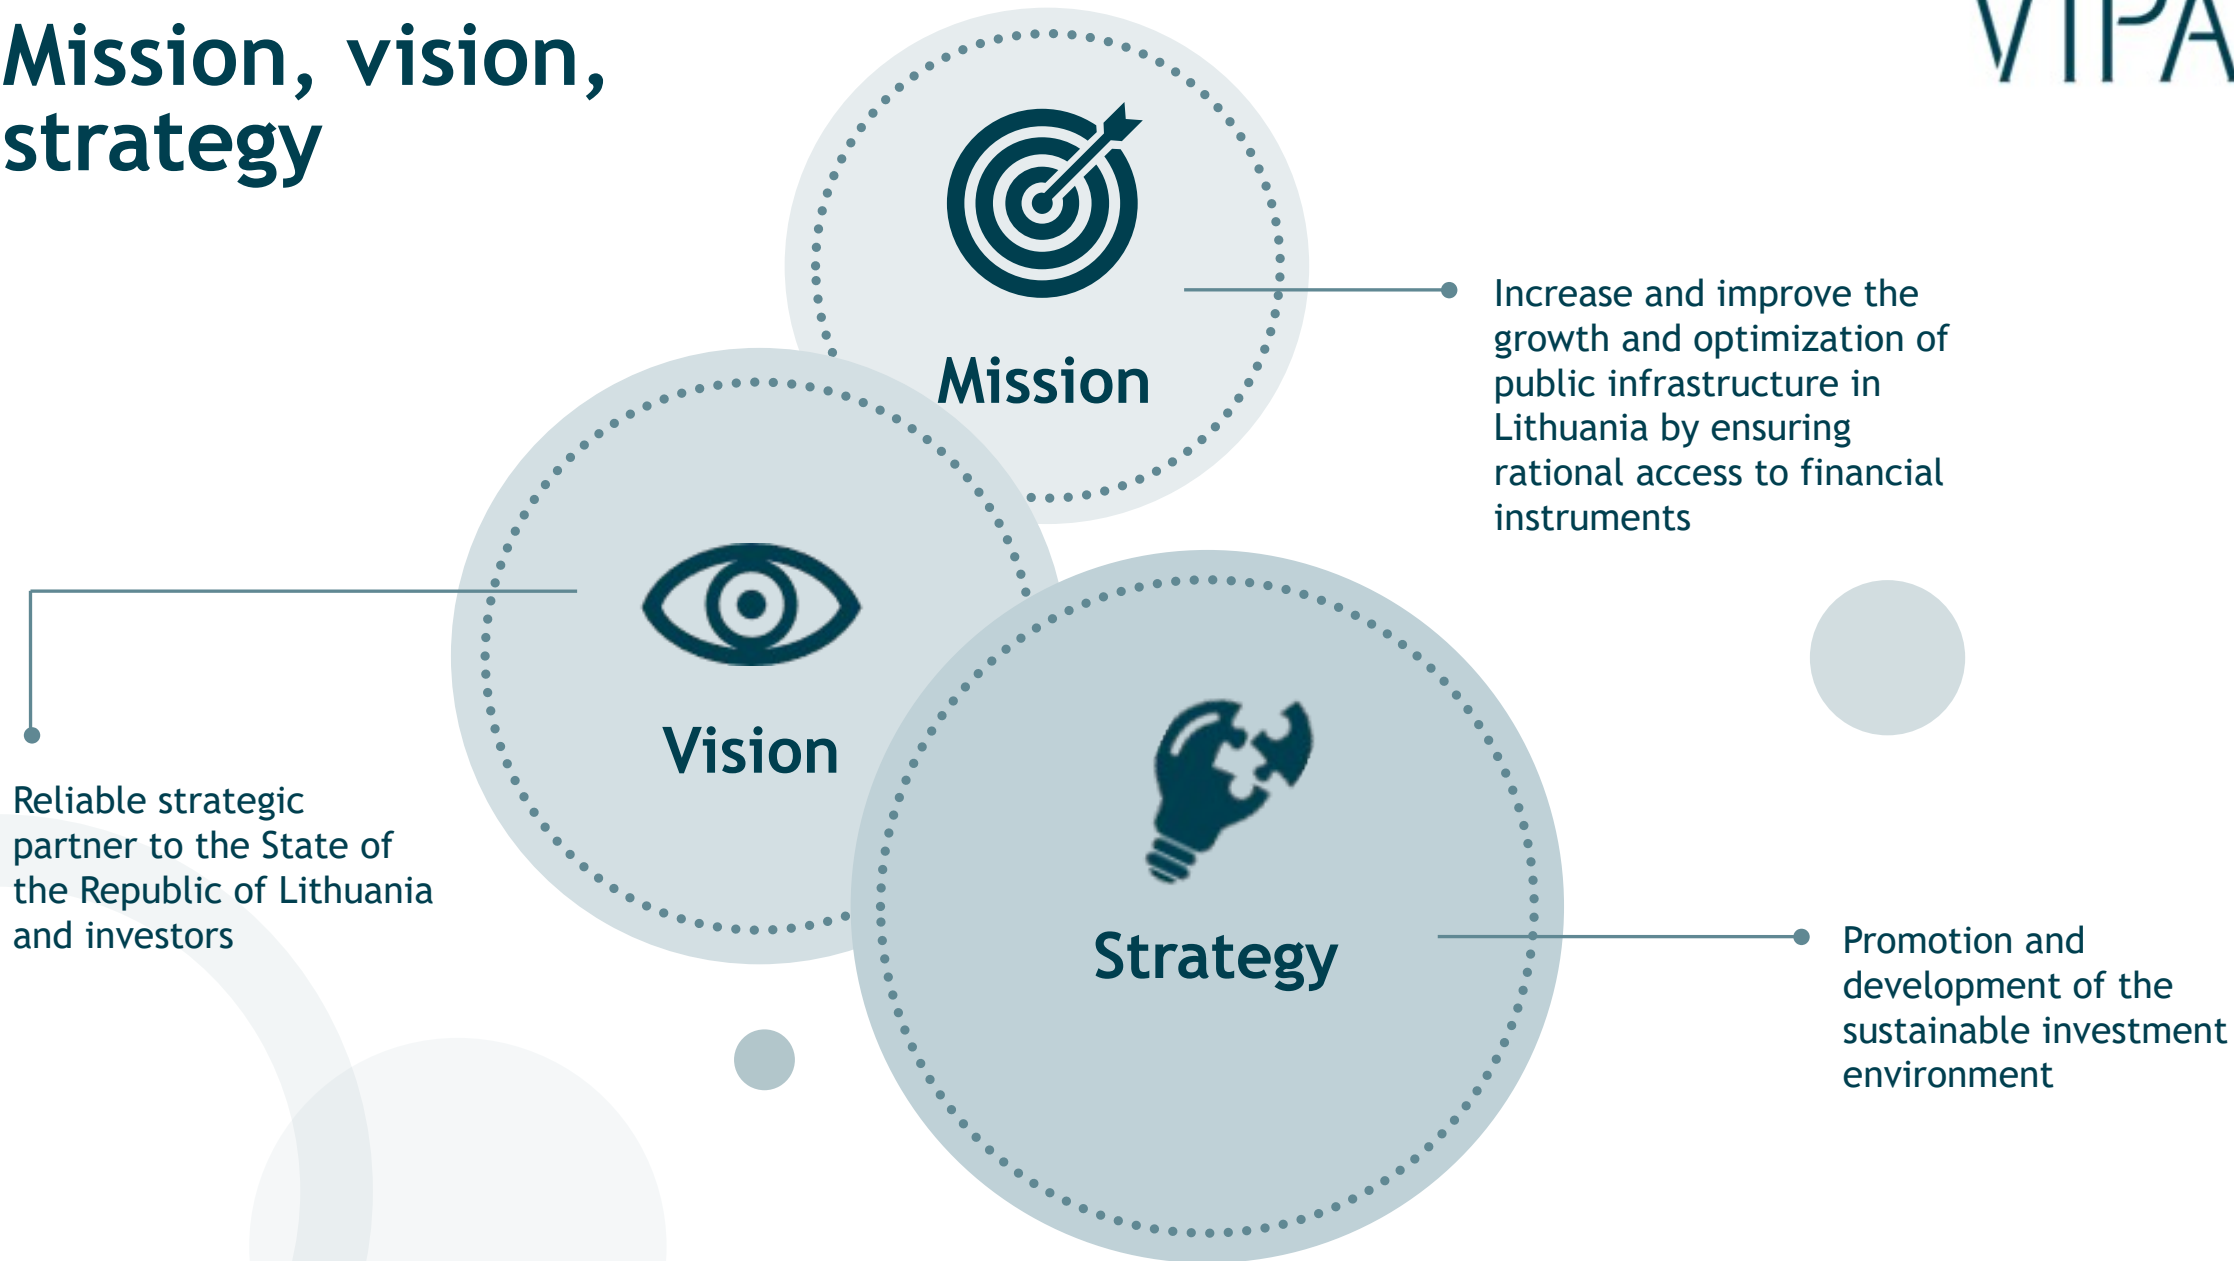 Mission, vision,
strategy
VIPA
Mission
Increase and improve the
growth and optimization of
public infrastructure in
Lithuania by ensuring
rational access to financial
instruments
Vision
Reliable strategic
partner to the State of
the Republic of Lithuania
and investors
Strategy
Promotion and
development of the
sustainable investment
environment